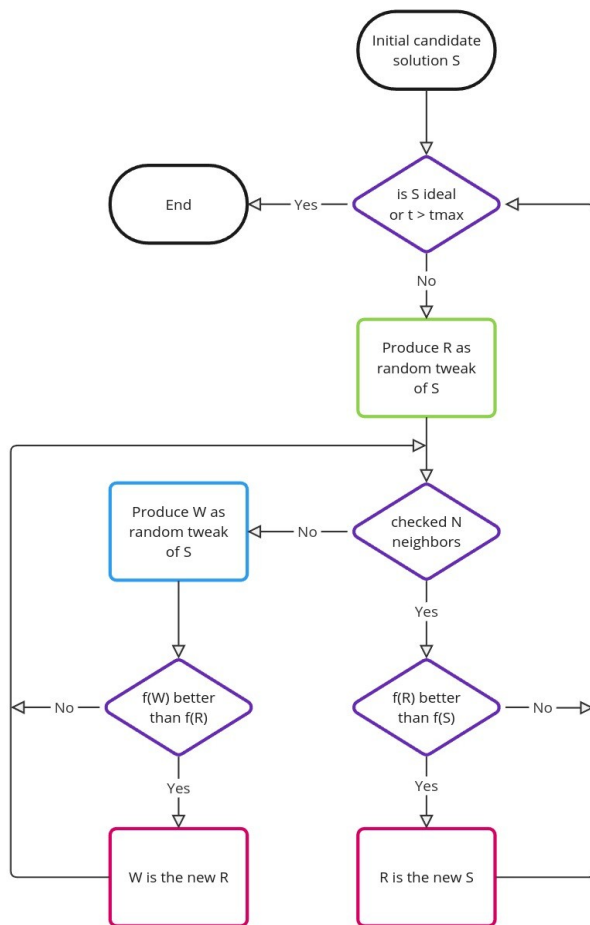 Initial candidate
solution S
End
Yes
is S ideal
or t > tmax
No
Produce R as
random tweak
of S
Produce W as
random tweak
of S
No
checked N
neighbors
Yes
No
f(W) better
than f(R)
f(R) better
than f(S)
No
Yes
Yes
W is the new R
R is the new S